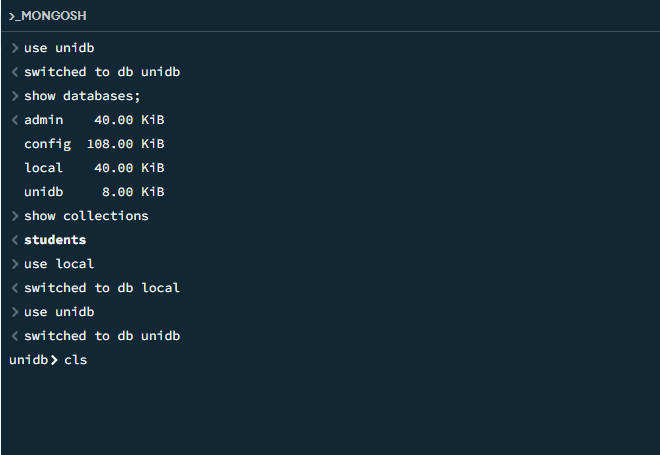 >_MONGOSH
> use unidb
< switched to db unidb
> show databases;
< admin    40.00 KiB
config  108.00 KiB
local    40.00 KiB
unidb     8.00 KiB
> show collections
< students
> use local
< switched to db local
> use unidb
< switched to db unidb
unidb> cls